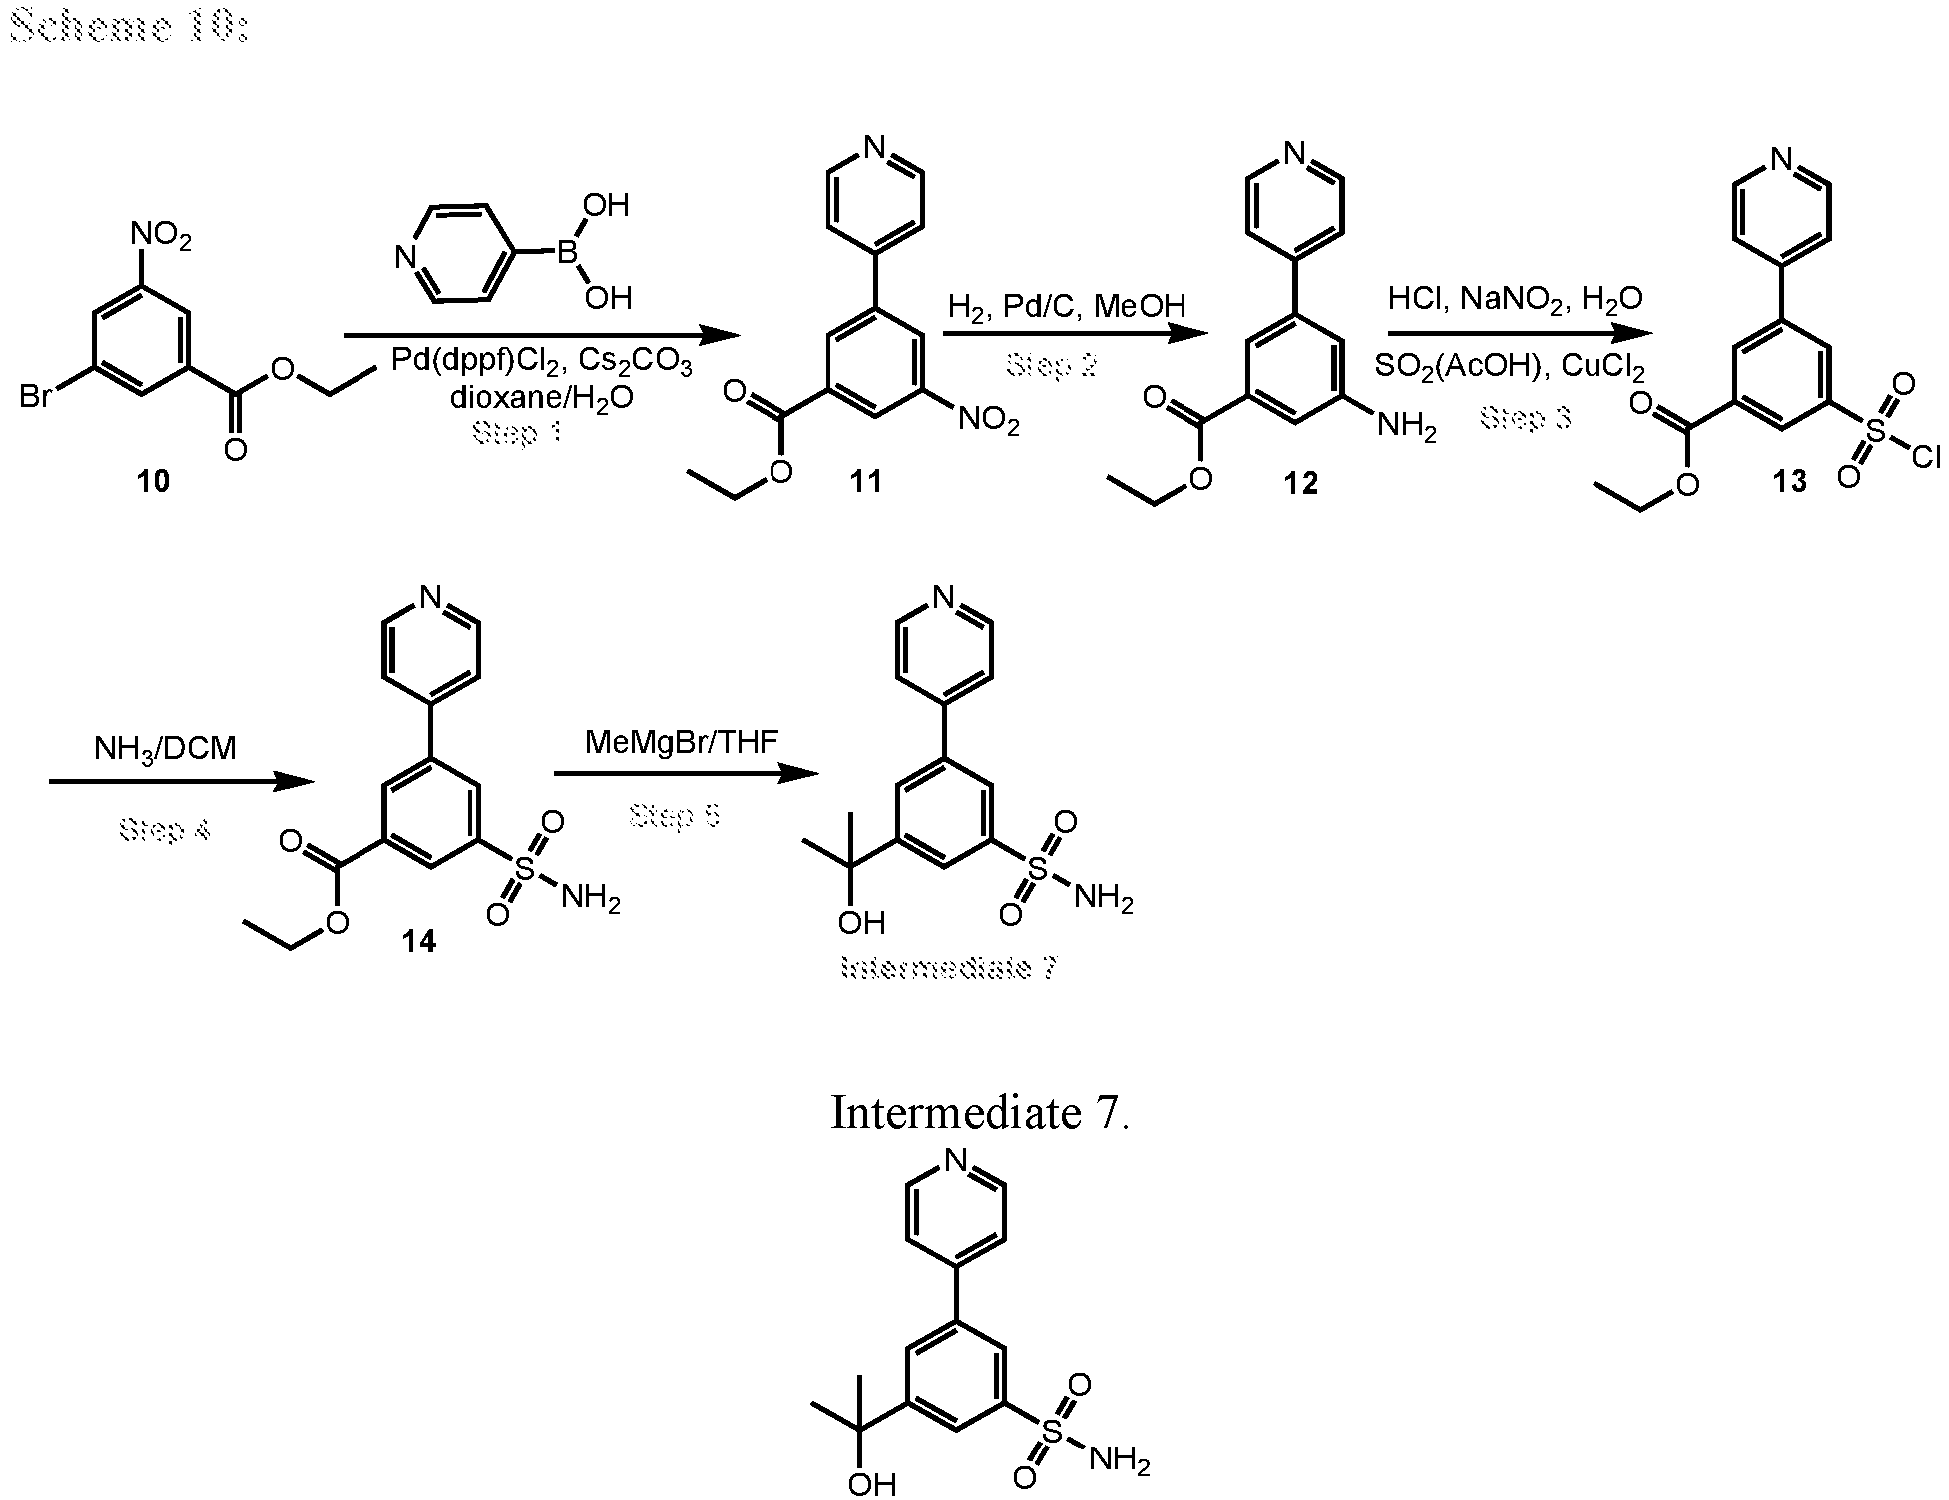 Scheme 10:
N
OH
B
OH
NO2
Br
O
O
10
Pd(dppf)Cl2, Cs2CO3
dioxane/H2O
Step 1
N
O
O
NO2
11
H2, Pd/C, MeOH
Step 2
N
O
O
NH2
12
HCl, NaNO2, H2O
SO2(AcOH), CuCl2
Step 3
N
O
O
O
S
O
Cl
13
NH3/DCM
Step 4
N
O
O
O
S
O
NH2
14
MeMgBr/THF
Step 5
N
O
S
O
NH2
OH
Intermediate 7
Intermediate 7.
N
O
S
O
NH2
OH